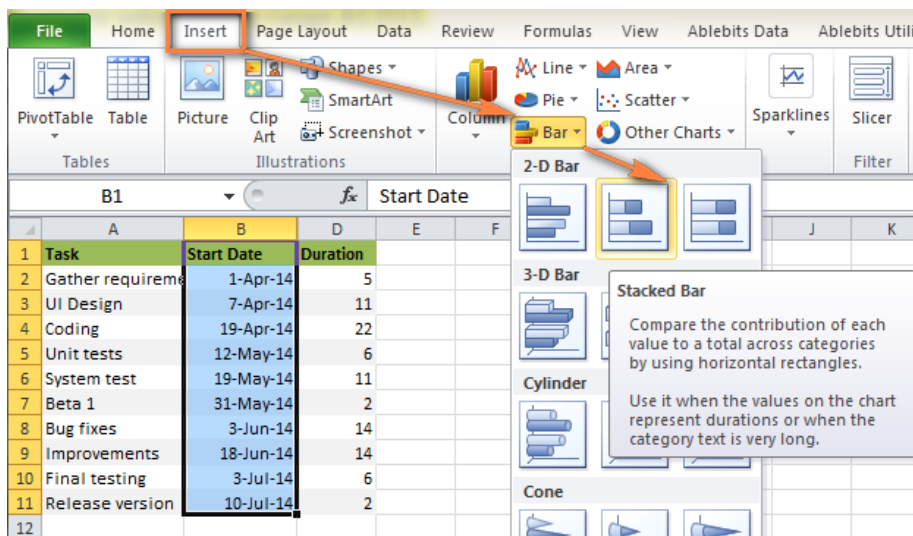 File Home Insert Page Layout Data Review Formulas View Ablebits Data Ablebits Util
PivotTable Table Picture Clip Art Shapes SmartArt Screenshot Column Line Area Pie Scatter Bar Other Charts Sparklines Slicer
Tables Illustrations Filter
B1 fx Start Date
2-D Bar
A B D E F J K
1 Task Start Date Duration
2 Gather requireme 1-Apr-14 5
3 UI Design 7-Apr-14 11
4 Coding 19-Apr-14 22
5 Unit tests 12-May-14 6
6 System test 19-May-14 11
7 Beta 1 31-May-14 2
8 Bug fixes 3-Jun-14 14
9 Improvements 18-Jun-14 14
10 Final testing 3-Jul-14 6
11 Release version 10-Jul-14 2
12
3-D Bar
Stacked Bar
Compare the contribution of each
value to a total across categories
by using horizontal rectangles.
Use it when the values on the chart
represent durations or when the
category text is very long.
Cylinder
Cone